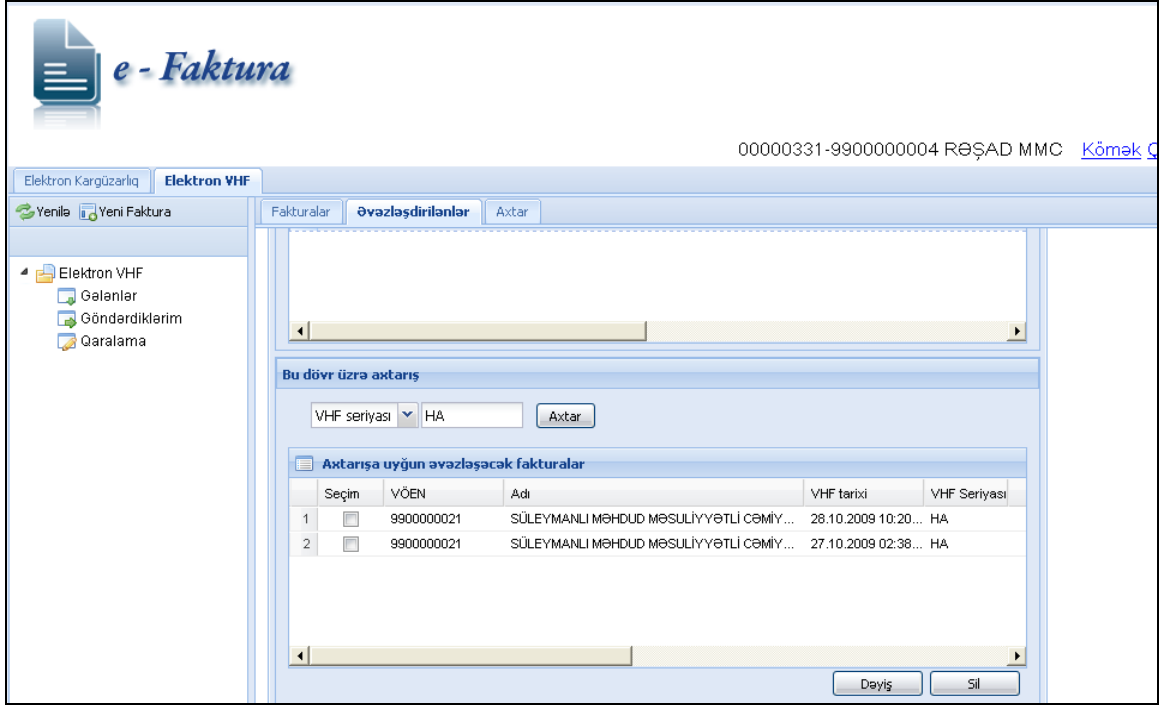 e - Faktura
00000331-9900000004 RƏŞAD MMC Kömək
Elektron Kargüzarlıq Elektron VHF
Yenilə Yeni Faktura Fakturalar Əvəzləşdirilənlər Axtar
Elektron VHF
Gələnlər
Göndərdiklərim
Qaralama
Bu dövr üzrə axtarış
VHF seriyası HA Axtar
Axtarışa uyğun əvəzləşəcək fakturalar
Seçim VÖEN Adı VHF tarixi VHF Seriyası
1 9900000021 SÜLEYMANLI MƏHDUD MƏSULİYYƏTLİ CƏMİY... 28.10.2009 10:20... HA
2 9900000021 SÜLEYMANLI MƏHDUD MƏSULİYYƏTLİ CƏMİY... 27.10.2009 02:38... HA
Dəyiş Sil